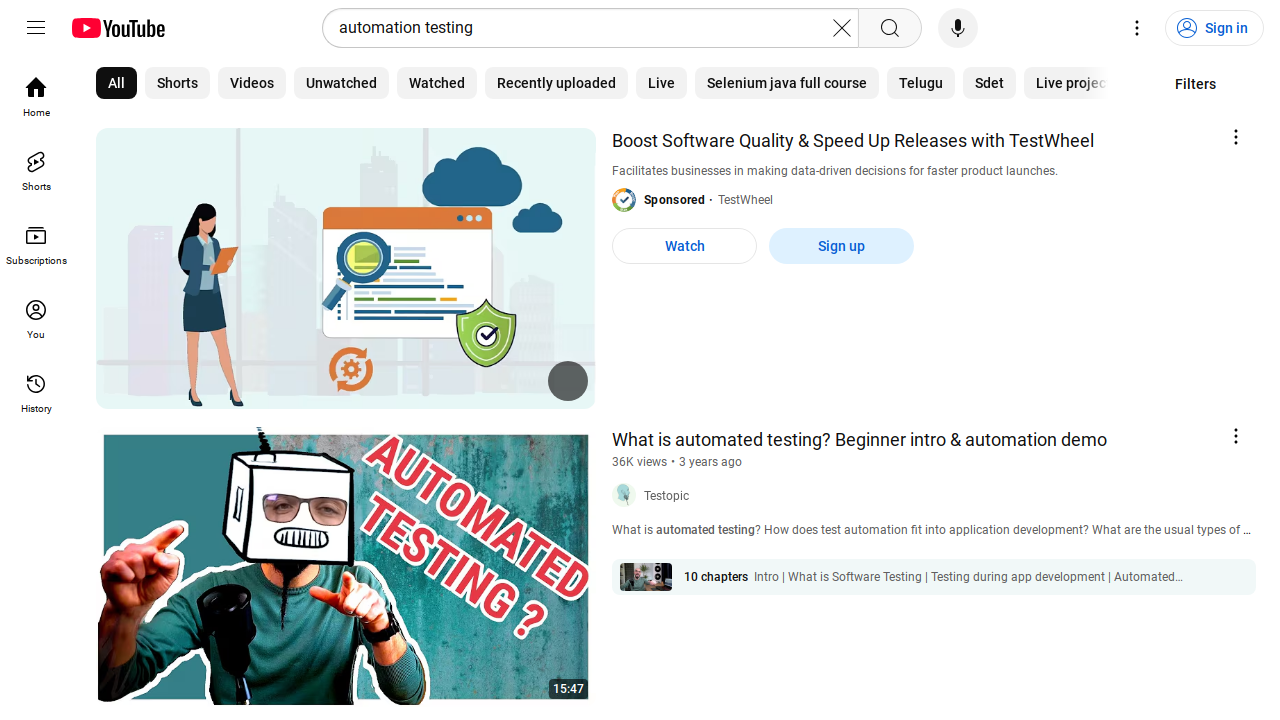 YouTube
automation testing
Sign in
Home
Shorts
Subscriptions
You
History
All
Shorts
Videos
Unwatched
Watched
Recently uploaded
Live
Selenium java full course
Telugu
Sdet
Live projec
Filters
Boost Software Quality & Speed Up Releases with TestWheel
Facilitates businesses in making data-driven decisions for faster product launches.
Sponsored · TestWheel
Watch
Sign up
AUTOMATED
TESTING ?
15:47
What is automated testing? Beginner intro & automation demo
36K views • 3 years ago
Testopic
What is automated testing? How does test automation fit into application development? What are the usual types of ...
10 chapters Intro | What is Software Testing | Testing during app development | Automated...